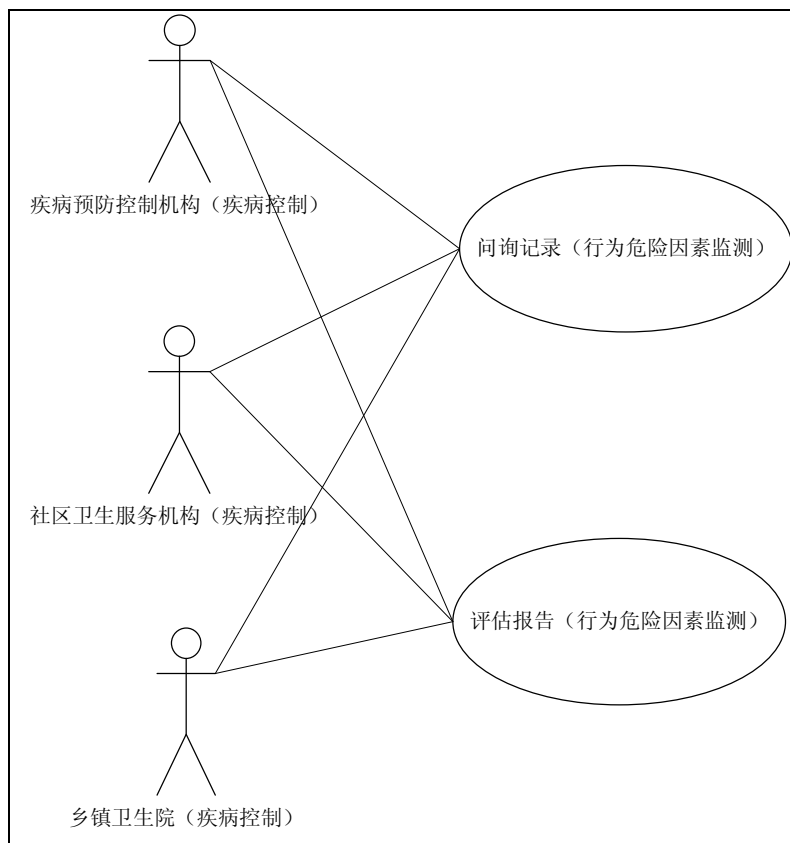 疾病预防控制机构（疾病控制）
问询记录（行为危险因素监测）
社区卫生服务机构（疾病控制）
评估报告（行为危险因素监测）
乡镇卫生院（疾病控制）